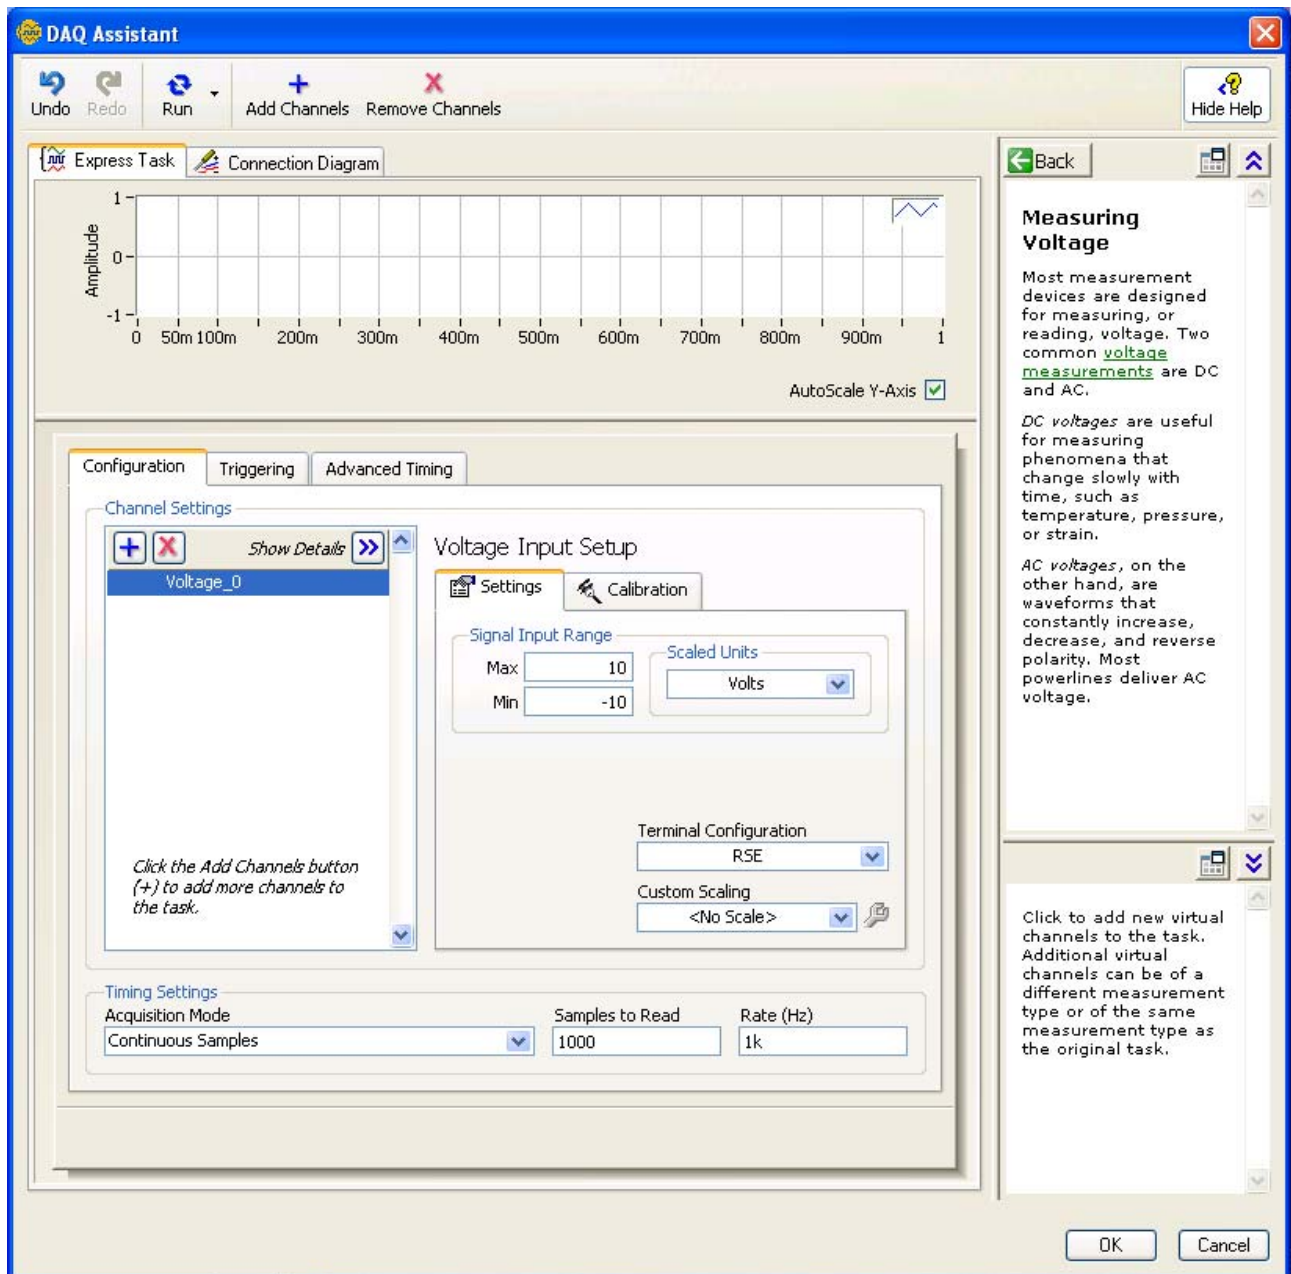 DAQ Assistant
Undo Redo Run Add Channels Remove Channels Hide Help
Express Task Connection Diagram
Amplitude
1
0
-1
0 50m 100m 200m 300m 400m 500m 600m 700m 800m 900m 1
AutoScale Y-Axis
Configuration Triggering Advanced Timing
Channel Settings
Show Details
Voltage_0
Click the Add Channels button
(+) to add more channels to
the task.
Voltage Input Setup
Settings Calibration
Signal Input Range
Max 10
Min -10
Scaled Units
Volts
Terminal Configuration
RSE
Custom Scaling
<No Scale>
Timing Settings
Acquisition Mode Samples to Read Rate (Hz)
Continuous Samples 1000 1k
Back
Measuring
Voltage
Most measurement
devices are designed
for measuring, or
reading, voltage. Two
common voltage
measurements are DC
and AC.
DC voltages are useful
for measuring
phenomena that
change slowly with
time, such as
temperature, pressure,
or strain.
AC voltages, on the
other hand, are
waveforms that
constantly increase,
decrease, and reverse
polarity. Most
powerlines deliver AC
voltage.
Click to add new virtual
channels to the task.
Additional virtual
channels can be of a
different measurement
type or of the same
measurement type as
the original task.
OK Cancel